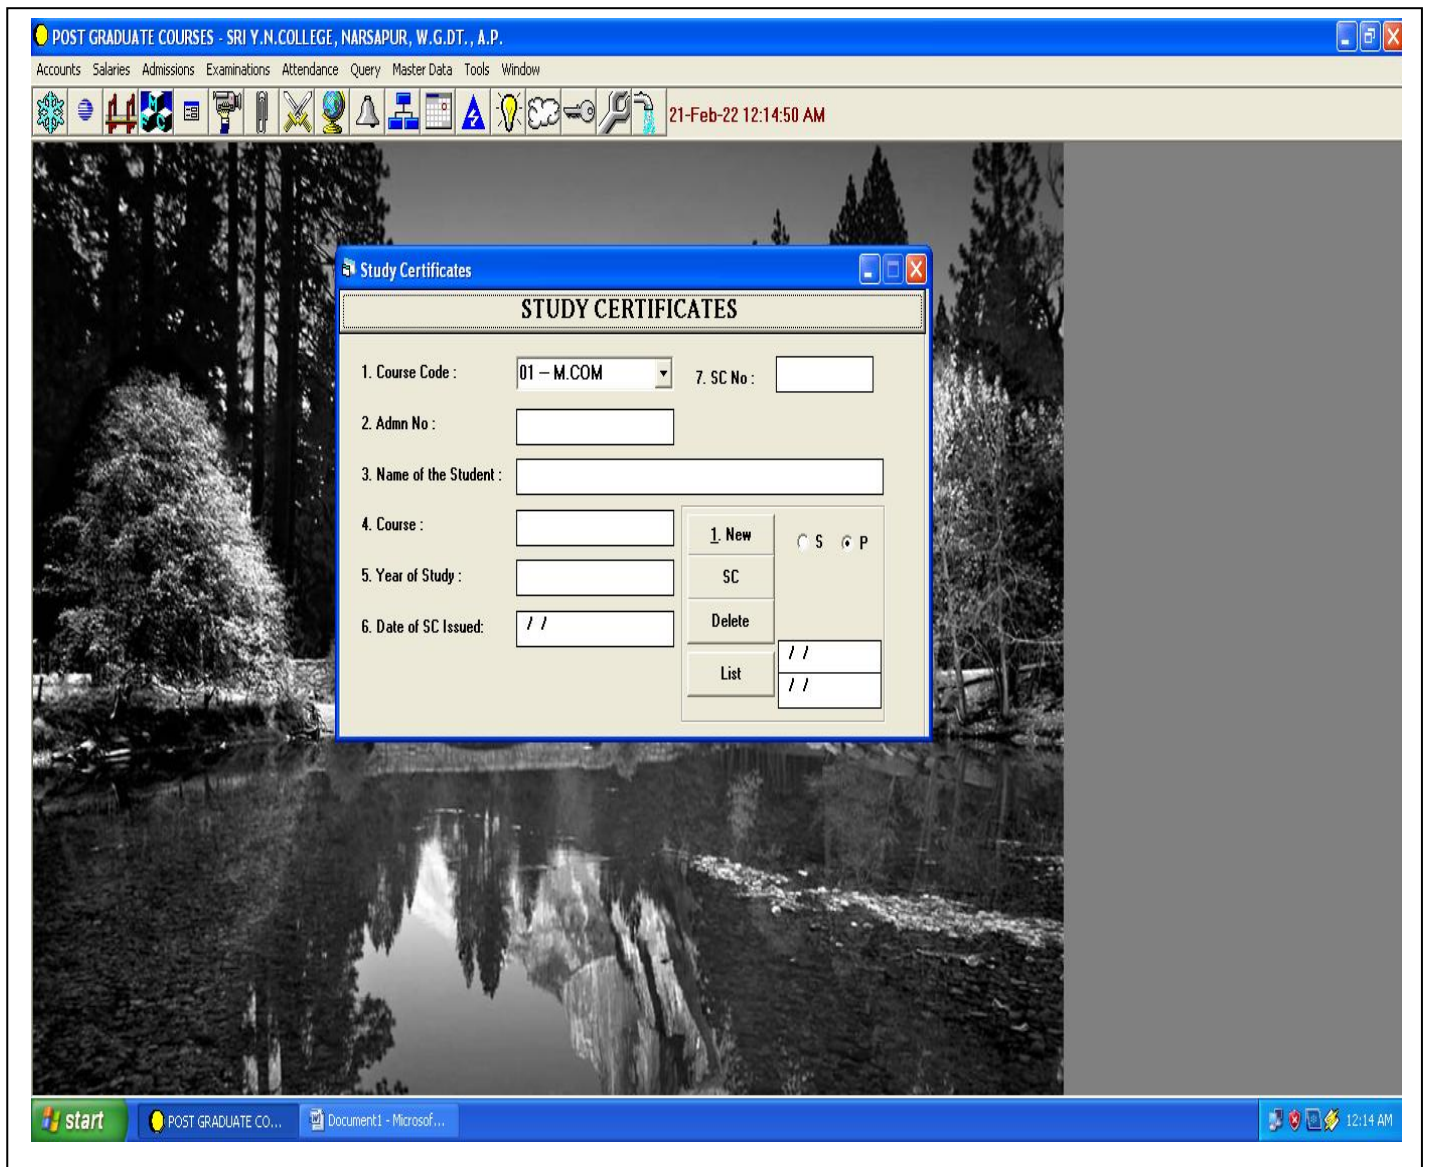 POST GRADUATE COURSES - SRI Y.N.COLLEGE, NARSAPUR, W.G.DT., A.P.
Accounts Salaries Admissions Examinations Attendance Query Master Data Tools Window
21-Feb-22 12:14:50 AM
Study Certificates
STUDY CERTIFICATES
1. Course Code : 01 – M.COM 7. SC No :
2. Admn No :
3. Name of the Student :
4. Course : 1. New S P
5. Year of Study : SC
6. Date of SC Issued: / / Delete
/ /
List
/ /
start POST GRADUATE CO... Document1 - Microsof... 12:14 AM